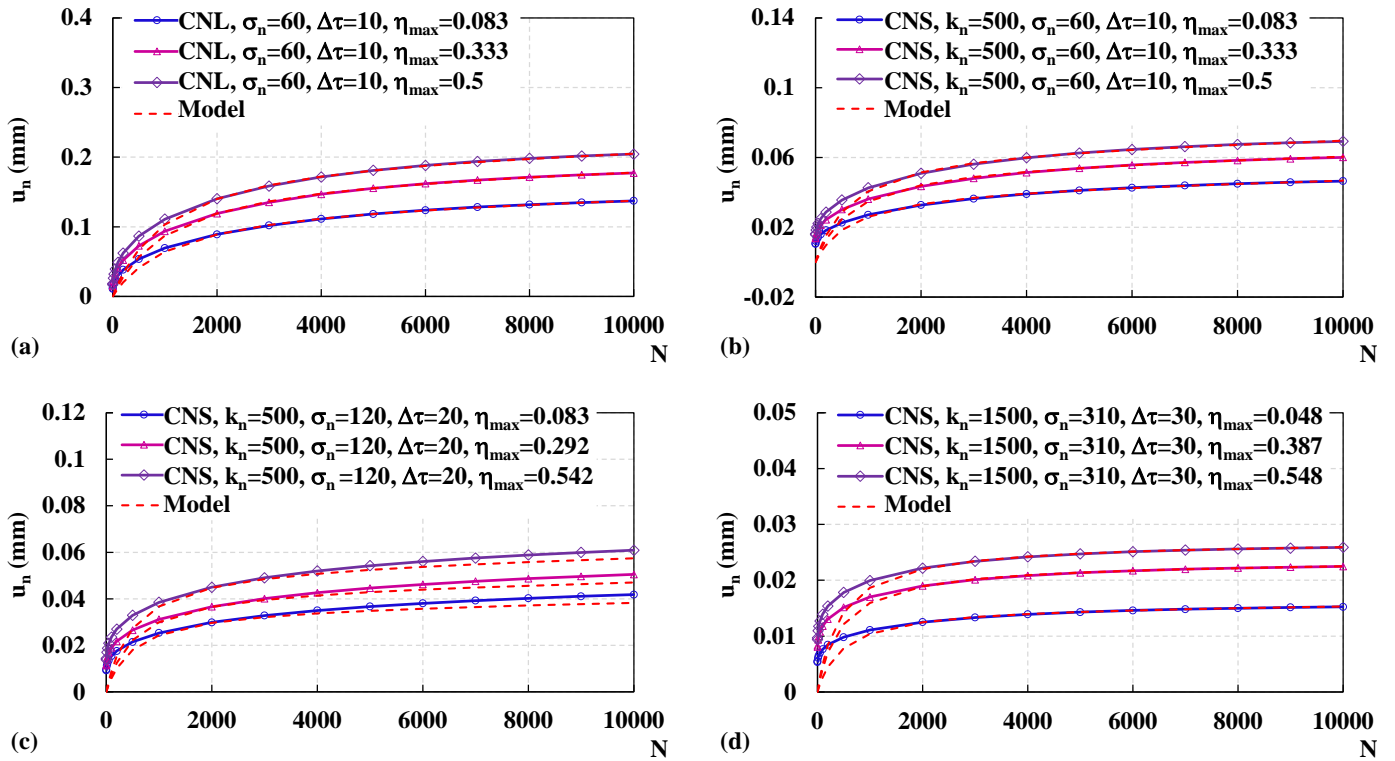 0.4
CNL, σn=60, Δτ=10, ηmax=0.083
CNL, σn=60, Δτ=10, ηmax=0.333
0.3
CNL, σn=60, Δτ=10, ηmax=0.5
Model
0.2
0.1
0
un (mm)
0 2000 4000 6000 8000 10000
(a)
N
0.14
CNS, kn=500, σn=60, Δτ=10, ηmax=0.083
CNS, kn=500, σn=60, Δτ=10, ηmax=0.333
0.1
CNS, kn=500, σn=60, Δτ=10, ηmax=0.5
Model
0.06
0.02
-0.02
un (mm)
0 2000 4000 6000 8000 10000
(b)
N
0.12
CNS, kn=500, σn=120, Δτ=20, ηmax=0.083
0.1
CNS, kn=500, σn=120, Δτ=20, ηmax=0.292
CNS, kn=500, σn=120, Δτ=20, ηmax=0.542
0.08
Model
0.06
0.04
0.02
0
un (mm)
0 2000 4000 6000 8000 10000
(c)
N
0.05
CNS, kn=1500, σn=310, Δτ=30, ηmax=0.048
CNS, kn=1500, σn=310, Δτ=30, ηmax=0.387
0.04
CNS, kn=1500, σn=310, Δτ=30, ηmax=0.548
Model
0.03
0.02
0.01
0
un (mm)
0 2000 4000 6000 8000 10000
(d)
N